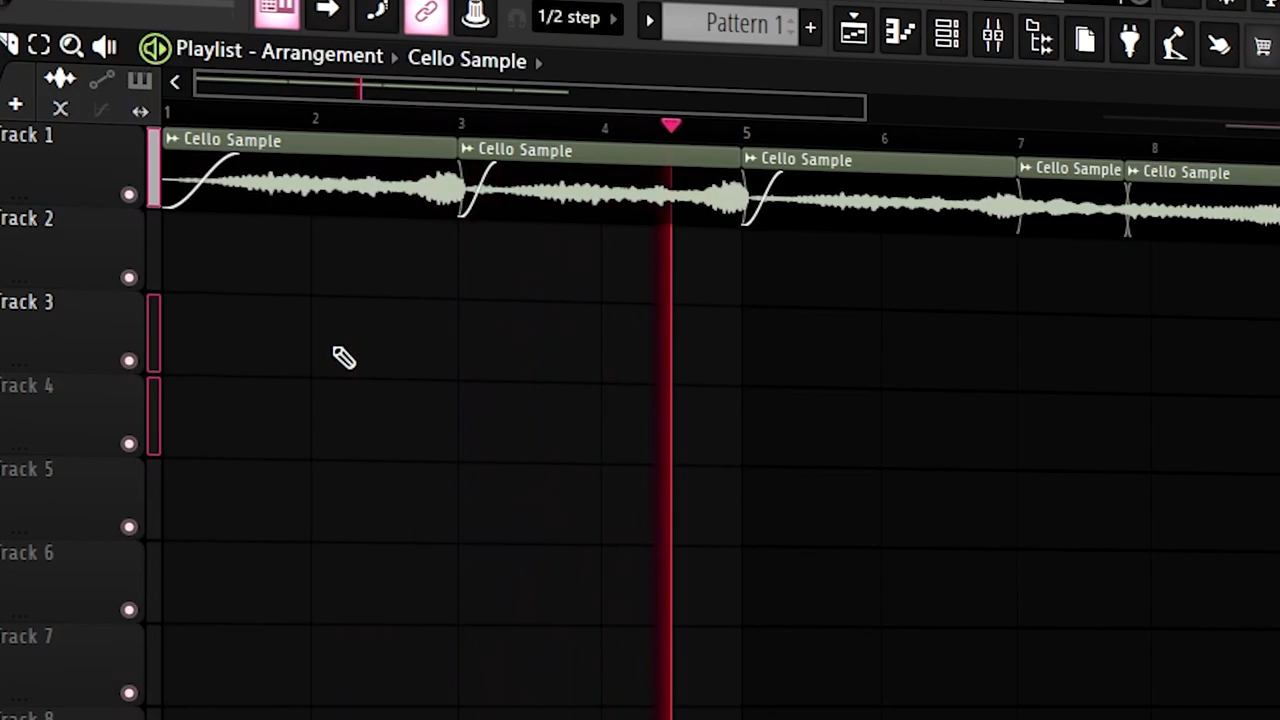 1/2 step
Pattern 1
Playlist - Arrangement Cello Sample
1 2 3 4 5 6 7 8
rack 1
Cello Sample Cello Sample Cello Sample Cello Sample Cello Sample
rack 2
rack 3
rack 4
rack 5
rack 6
rack 7
rack 8